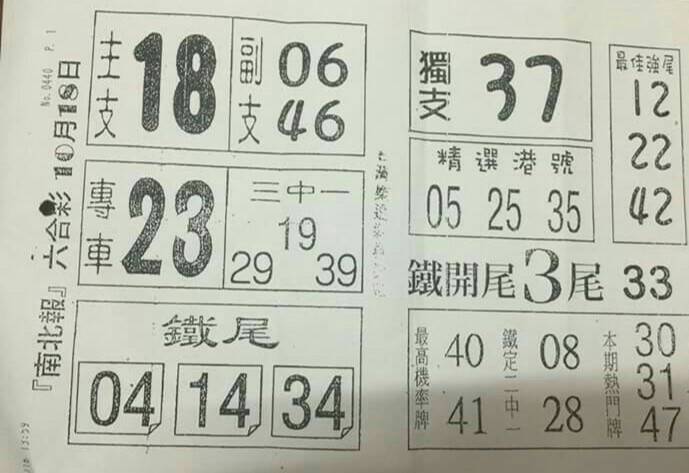 No.0440 P. 1
『南北報』六合彩 10月18日
主支
18
副支
06
46
專車
23
三中一
19
29 39
鐵尾
04 14 34
獨支
37
最佳強尾
12
22
42
精選港號
05 25 35
鐵開尾3尾 33
最高機率牌
40
41
鐵定二中一
08
28
本期熱門牌
30
31
47